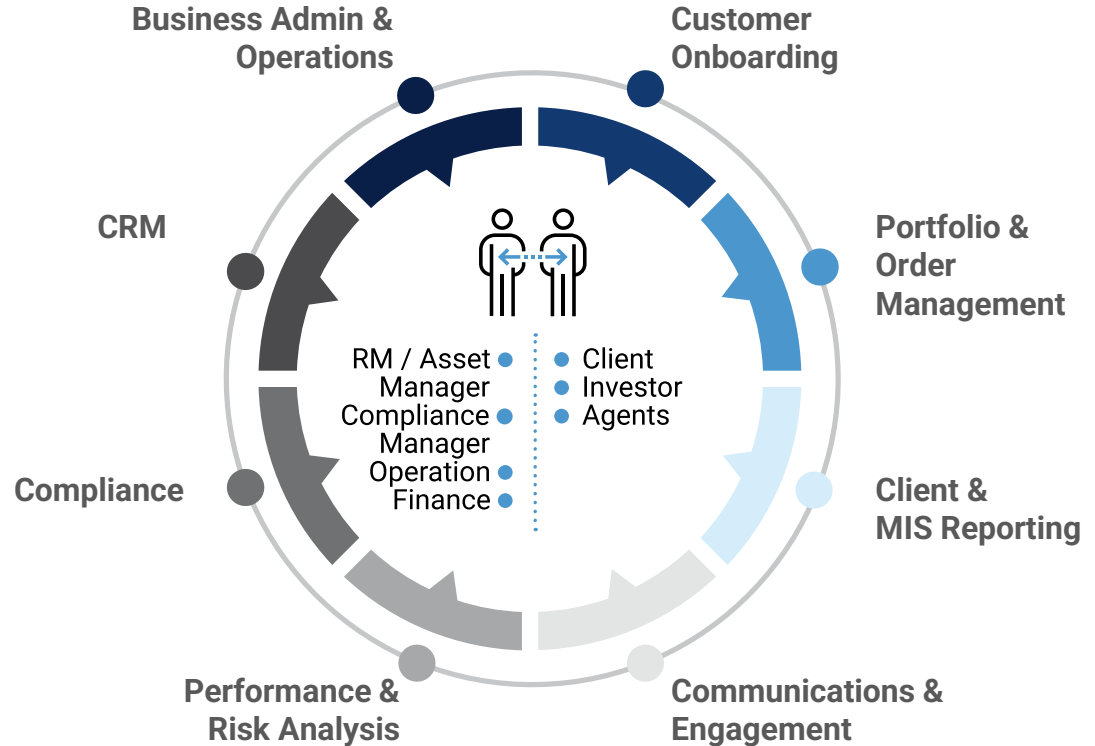 Business Admin &
Operations
Customer
Onboarding
CRM
Portfolio &
Order
Management
RM / Asset
Manager
Compliance
Manager
Operation
Finance
Client
Investor
Agents
Compliance
Client &
MIS Reporting
Performance &
Risk Analysis
Communications &
Engagement